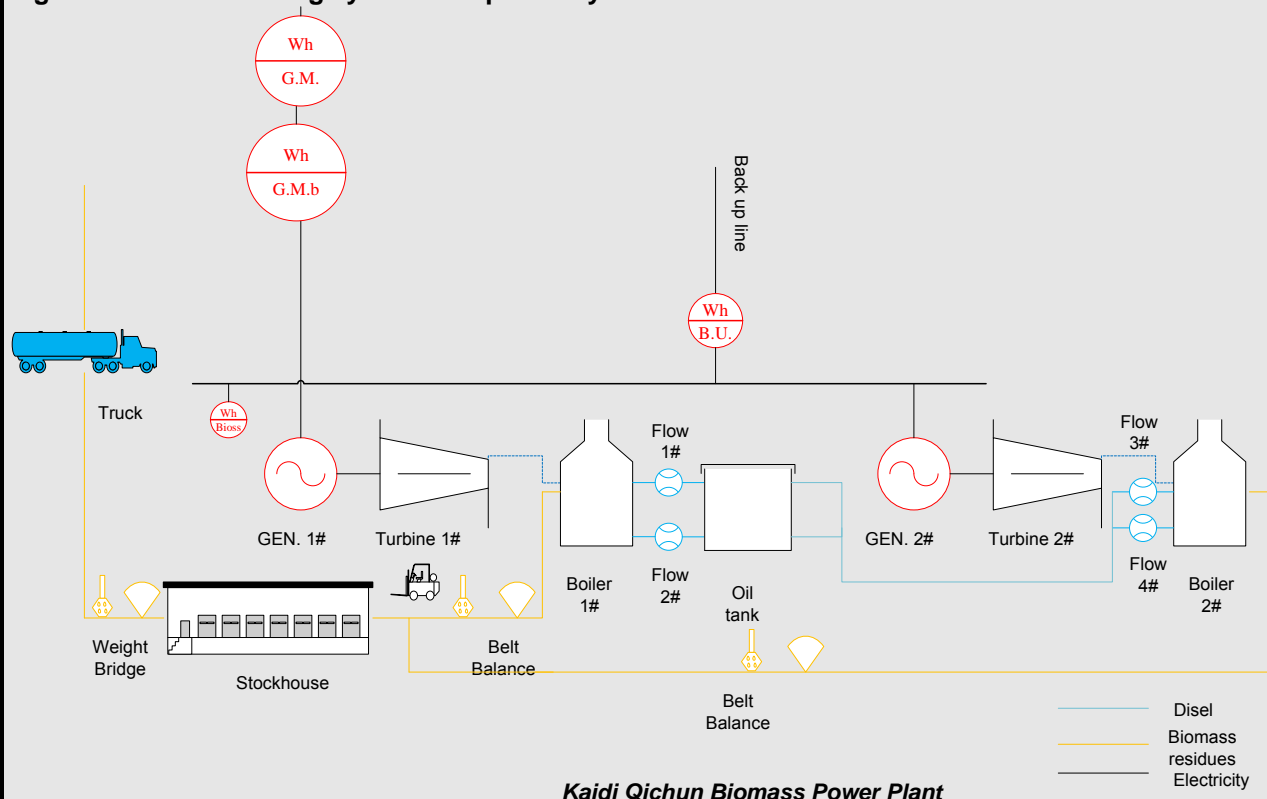 Wh
G.M.
Wh
G.M.b
Back up line
Wh
B.U.
Truck
Wh
Bioss
Flow
1#
Flow
3#
GEN. 1#
Turbine 1#
GEN. 2#
Turbine 2#
Boiler
1#
Flow
2#
Oil
tank
Flow
4#
Boiler
2#
Weight
Bridge
Stockhouse
Belt
Balance
Belt
Balance
Disel
Biomass
residues
Electricity
Kaidi Qichun Biomass Power Plant